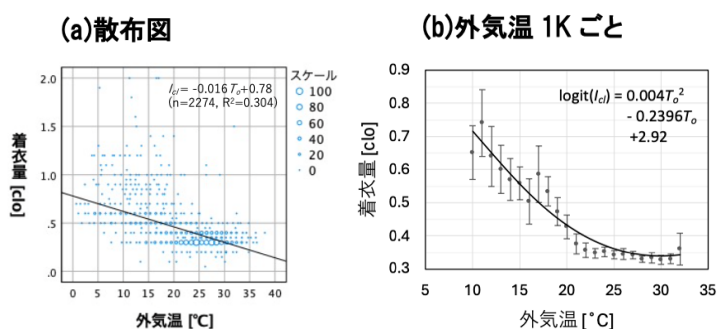 (a)散布図
(b)外気温 1K ごと
I_cl = -0.016 T_o+0.78
(n=2274, R²=0.304)
スケール
100
80
60
40
20
0
着衣量 [clo]
2.0
1.5
1.0
.5
.0
0 5 10 15 20 25 30 35 40
外気温 [℃]
logit(I_cl) = 0.004T_o²
- 0.2396T_o
+2.92
着衣量 [clo]
0.9
0.8
0.7
0.6
0.5
0.4
0.3
5 10 15 20 25 30 35
外気温 [°C]